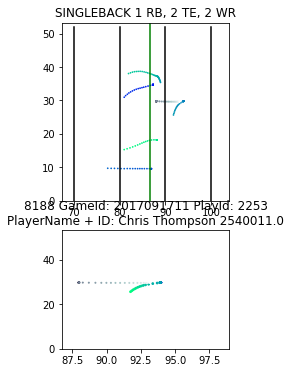 SINGLEBACK 1 RB, 2 TE, 2 WR
50
40
30
20
10
0
70 80 90 100
8188 GameId: 2017091711 PlayId: 2253
PlayerName + ID: Chris Thompson 2540011.0
40
20
0
87.5 90.0 92.5 95.0 97.5